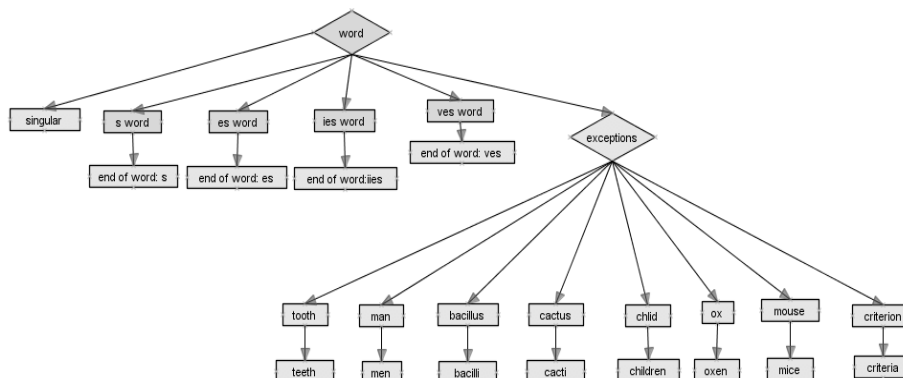 word
singular
s word
es word
ies word
ves word
exceptions
end of word: s
end of word: es
end of word:iies
end of word: ves
tooth
man
bacillus
cactus
chlid
ox
mouse
criterion
teeth
men
bacilli
cacti
children
oxen
mice
criteria